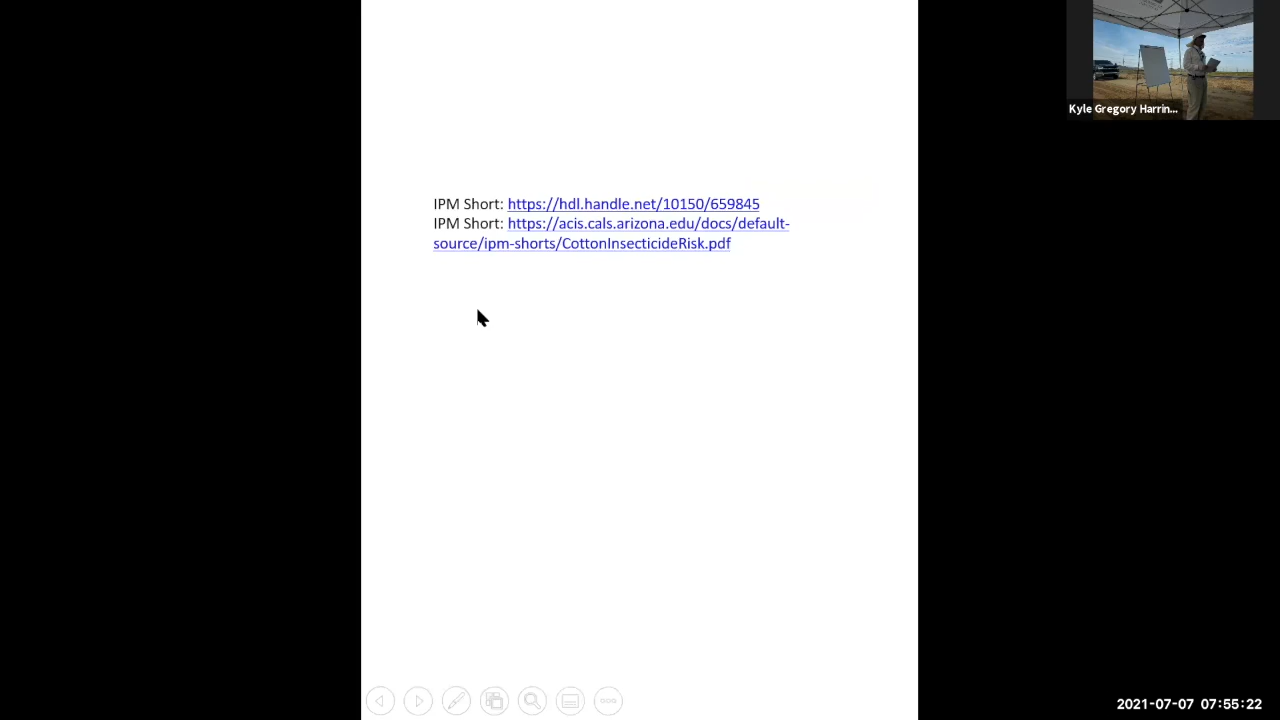 Kyle Gregory Harrin...
IPM Short: https://hdl.handle.net/10150/659845
IPM Short: https://acis.cals.arizona.edu/docs/default-
source/ipm-shorts/CottonInsecticideRisk.pdf
2021-07-07 07:55:22